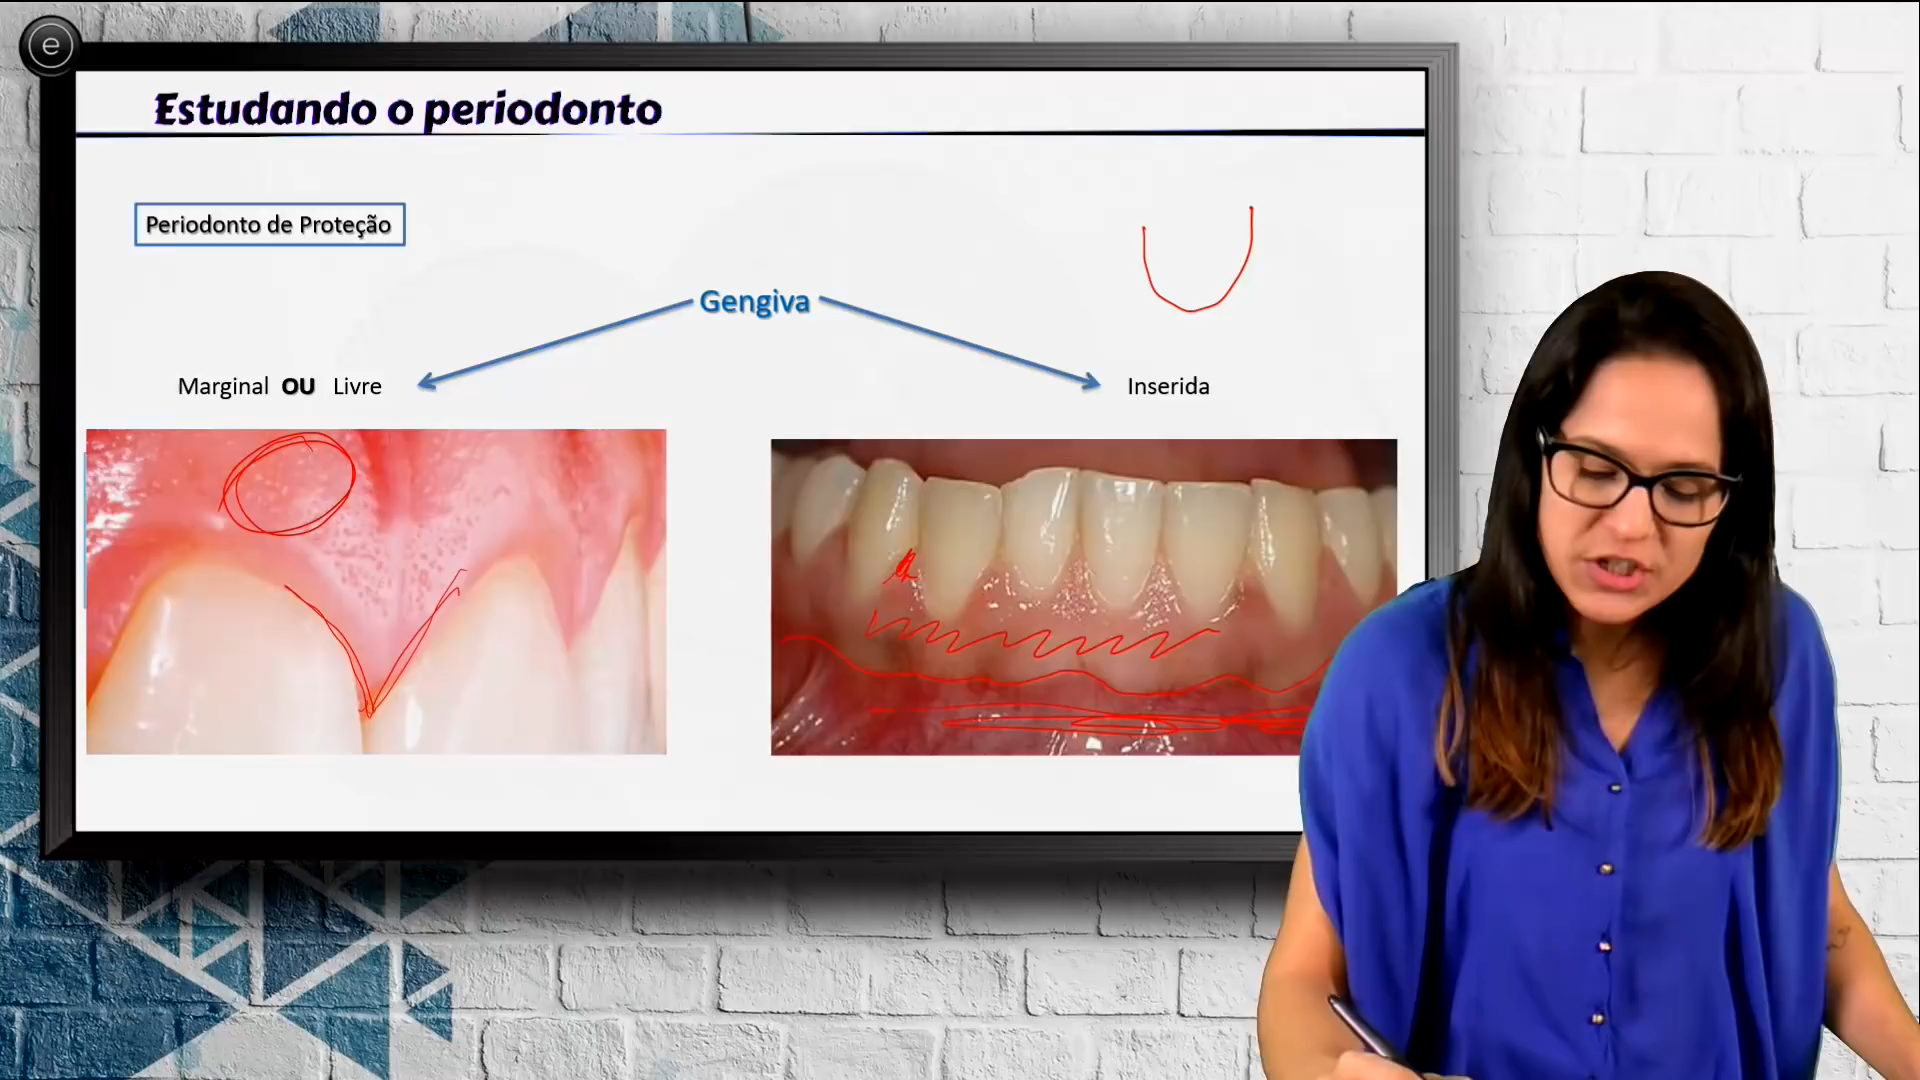 e
Estudando o periodonto
Periodonto de Proteção
Gengiva
Marginal OU Livre
Inserida